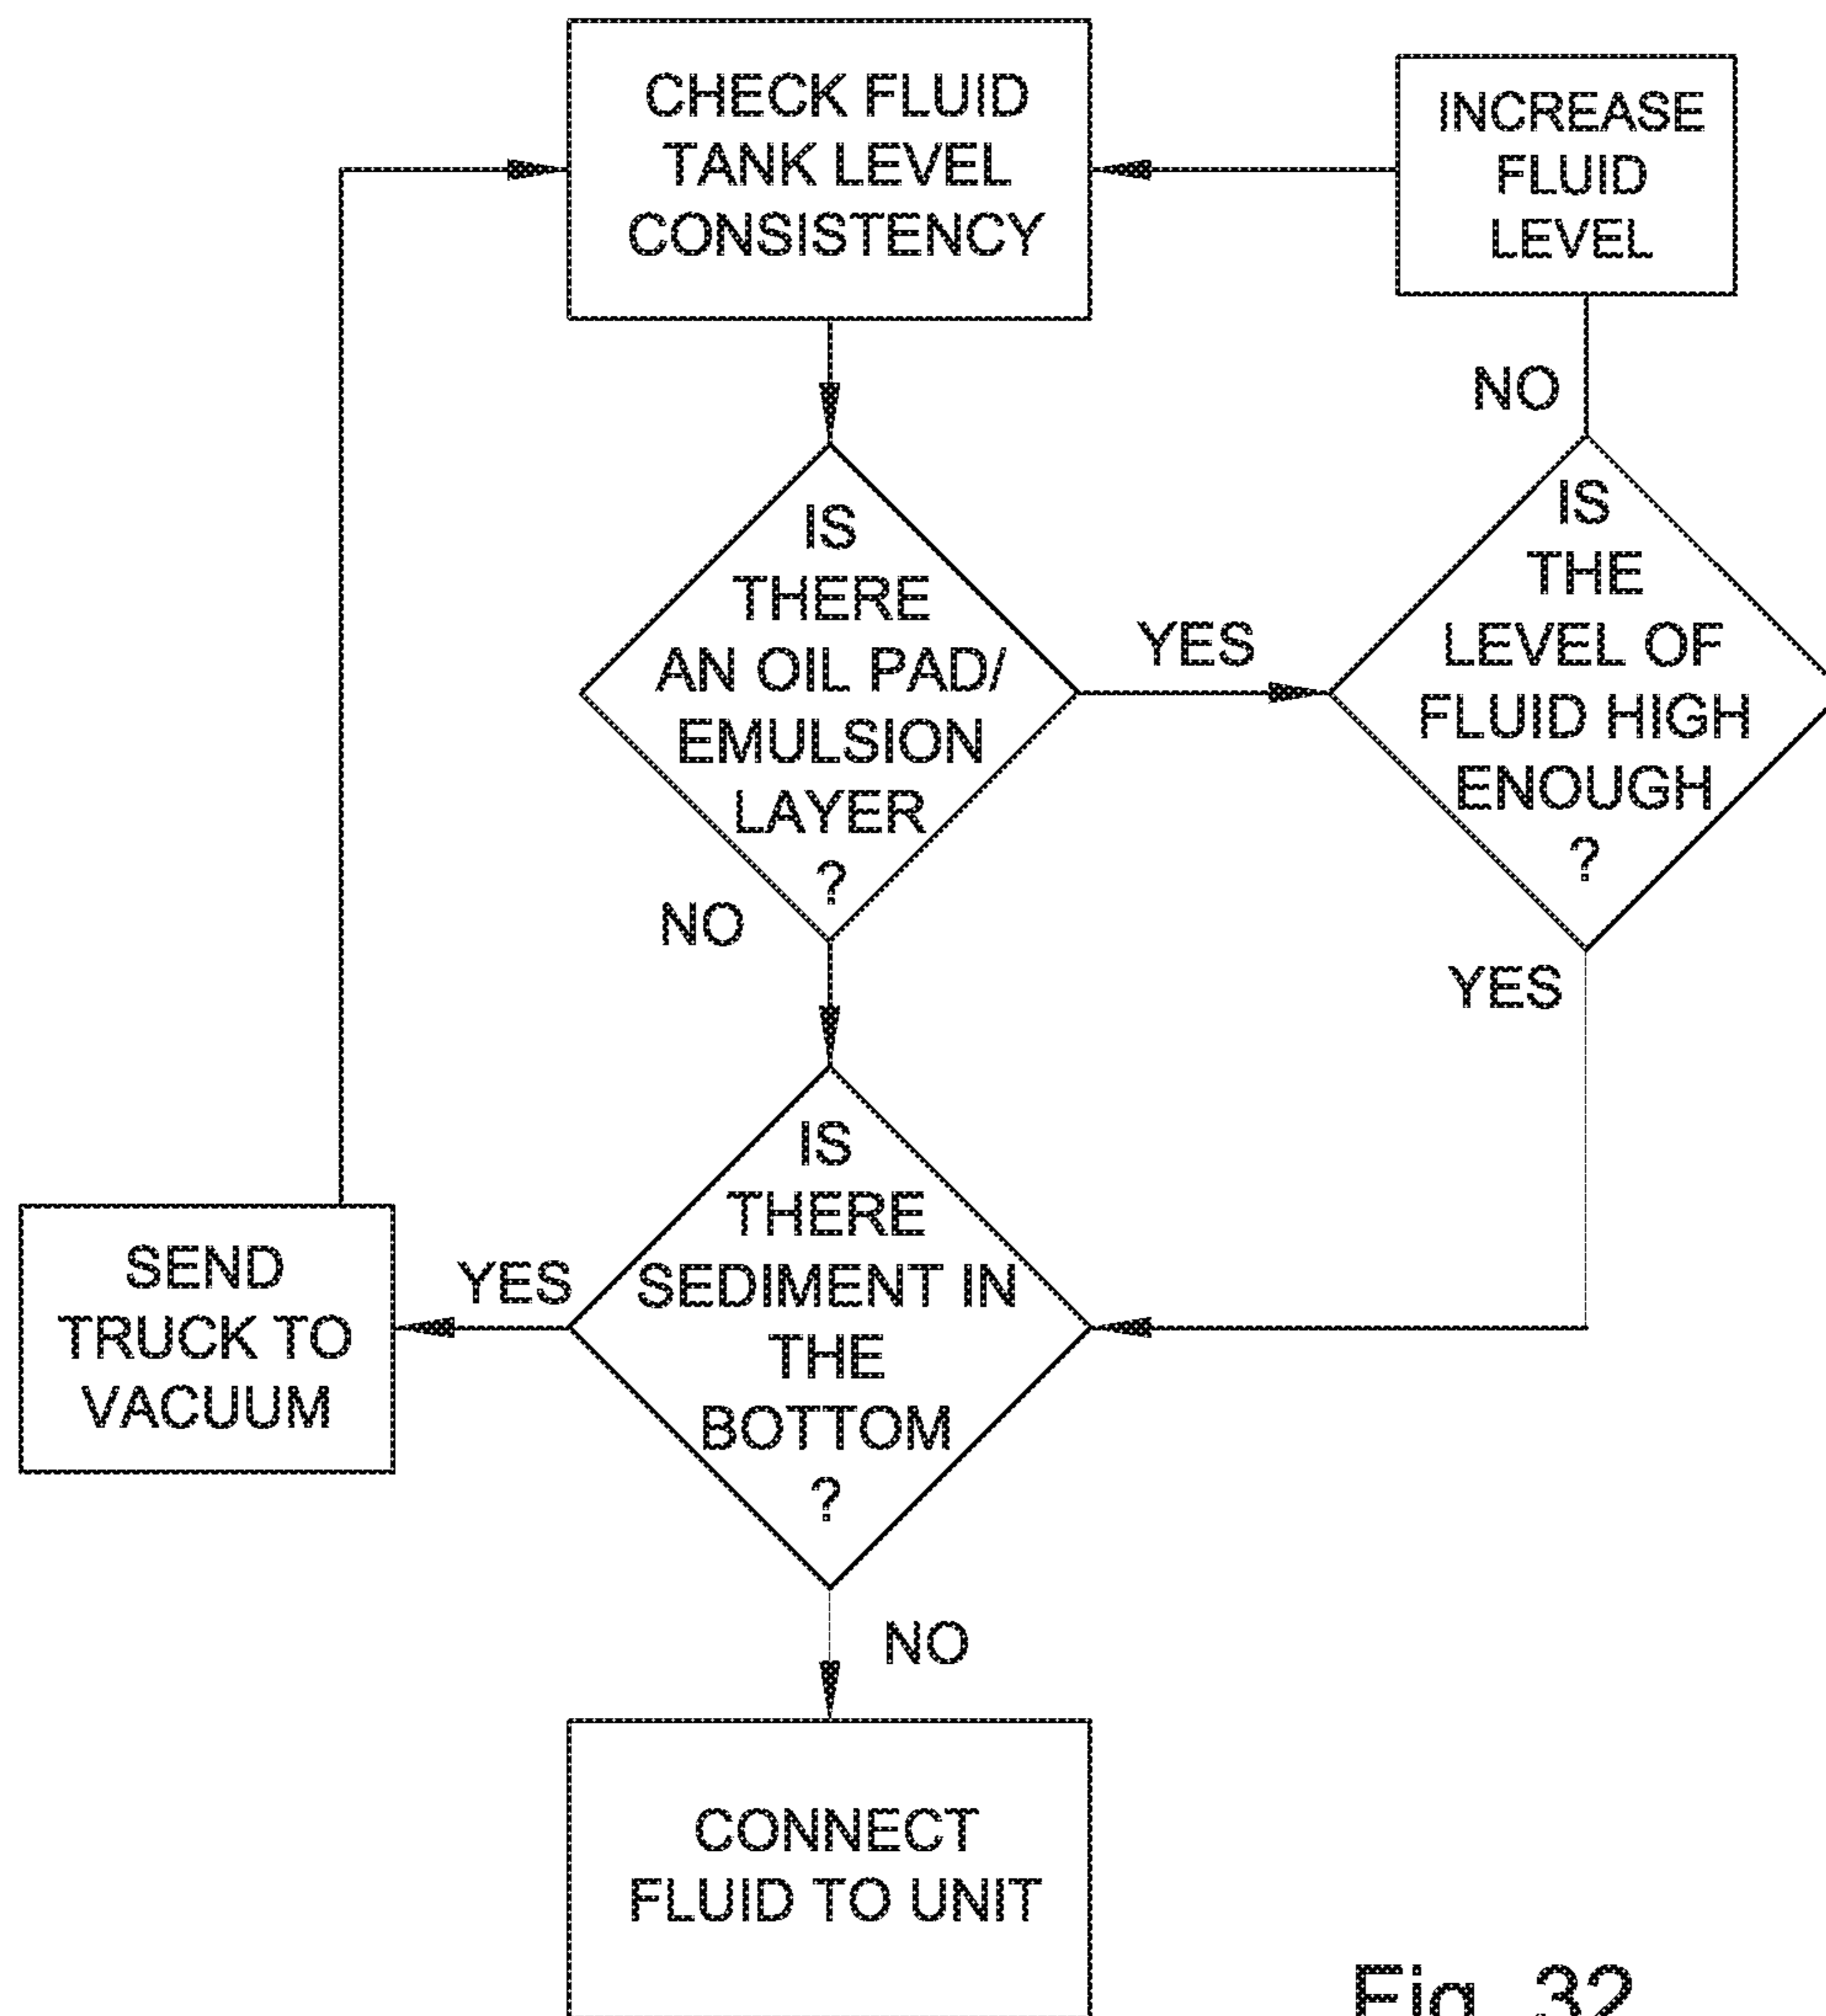 CHECK FLUID
TANK LEVEL
CONSISTENCY
INCREASE
FLUID
LEVEL
NO
IS
THERE
AN OIL PAD/
EMULSION
LAYER
?
YES
IS
THE
LEVEL OF
FLUID HIGH
ENOUGH
?
NO
YES
IS
THERE
SEDIMENT IN
THE
BOTTOM
?
YES
SEND
TRUCK TO
VACUUM
NO
CONNECT
FLUID TO UNIT
Fig. 32